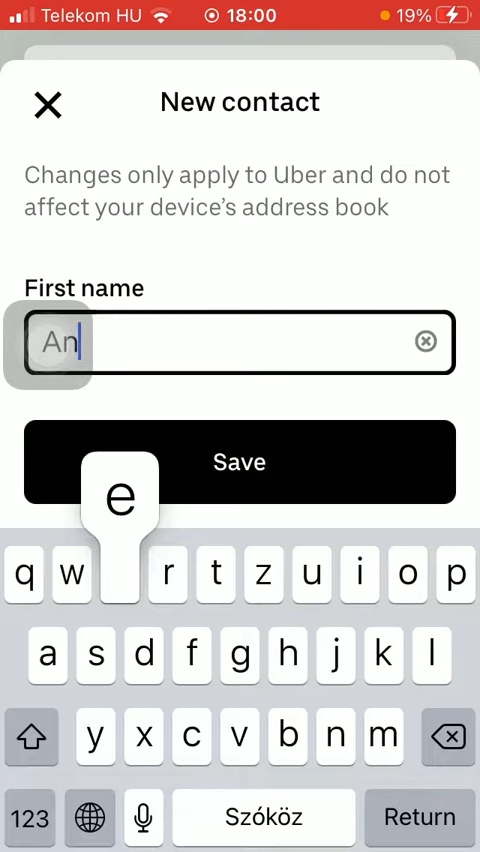 Telekom HU 18:00 19%
New contact
Changes only apply to Uber and do not
affect your device's address book
First name
An
Save
e
q w r t z u i o p
a s d f g h j k l
y x c v b n m
123 Szóköz Return